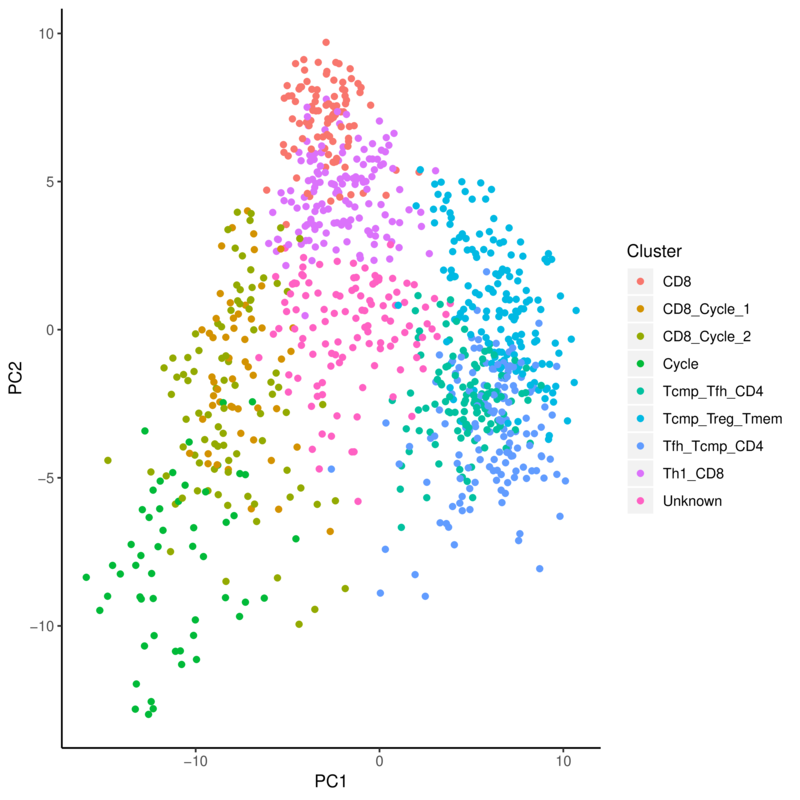 10
5
0
−5
−10
PC2
−10
0
10
PC1
Cluster
CD8
CD8_Cycle_1
CD8_Cycle_2
Cycle
Tcmp_Tfh_CD4
Tcmp_Treg_Tmem
Tfh_Tcmp_CD4
Th1_CD8
Unknown